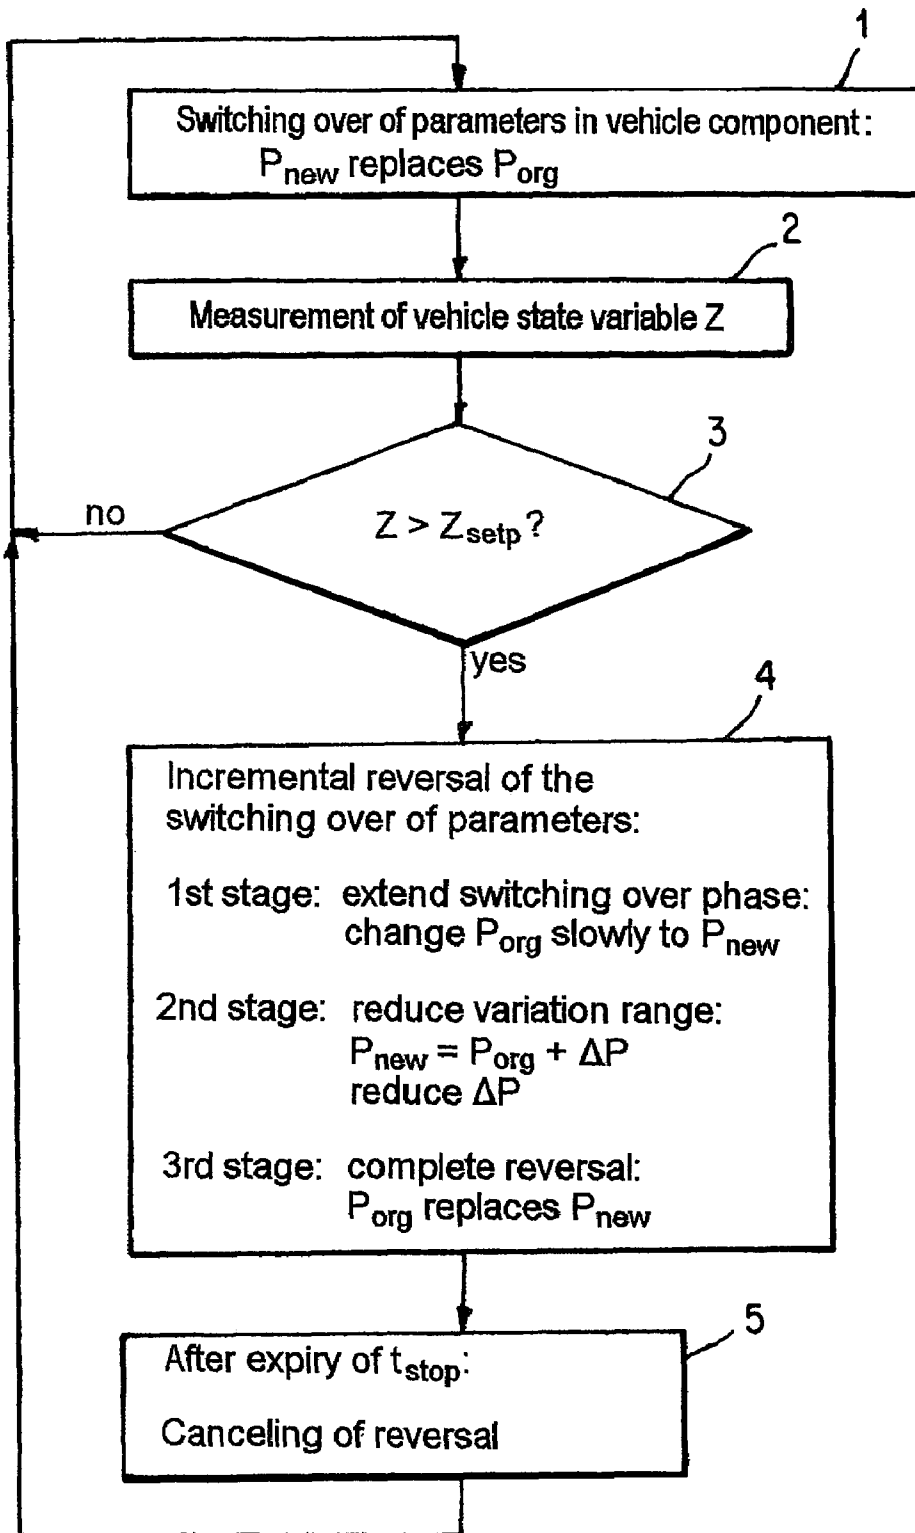 1
Switching over of parameters in vehicle component:
P_new replaces P_org
2
Measurement of vehicle state variable Z
3
no
Z > Z_setp?
yes
4
Incremental reversal of the
switching over of parameters:
1st stage: extend switching over phase:
change P_org slowly to P_new
2nd stage: reduce variation range:
P_new = P_org + ΔP
reduce ΔP
3rd stage: complete reversal:
P_org replaces P_new
5
After expiry of t_stop:
Canceling of reversal